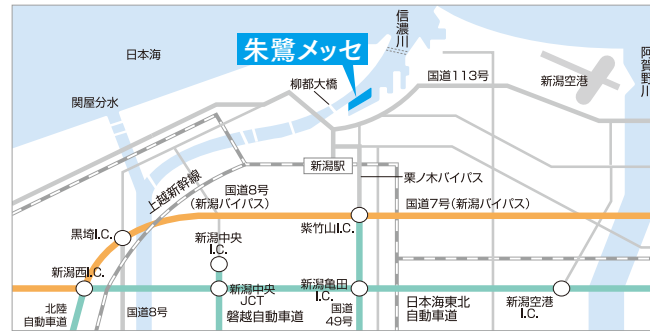 信濃川
日本海
朱鷺メッセ
阿賀野川
柳都大橋
国道113号
新潟空港
関屋分水
新潟駅
栗ノ木バイパス
上越新幹線
国道8号
(新潟バイパス)
国道7号(新潟バイパス)
黒埼I.C.
紫竹山I.C.
新潟中央
I.C.
新潟西I.C.
新潟中央
JCT
新潟亀田
I.C.
北陸
自動車道
国道8号
磐越自動車道
国道
49号
日本海東北
自動車道
新潟空港
I.C.